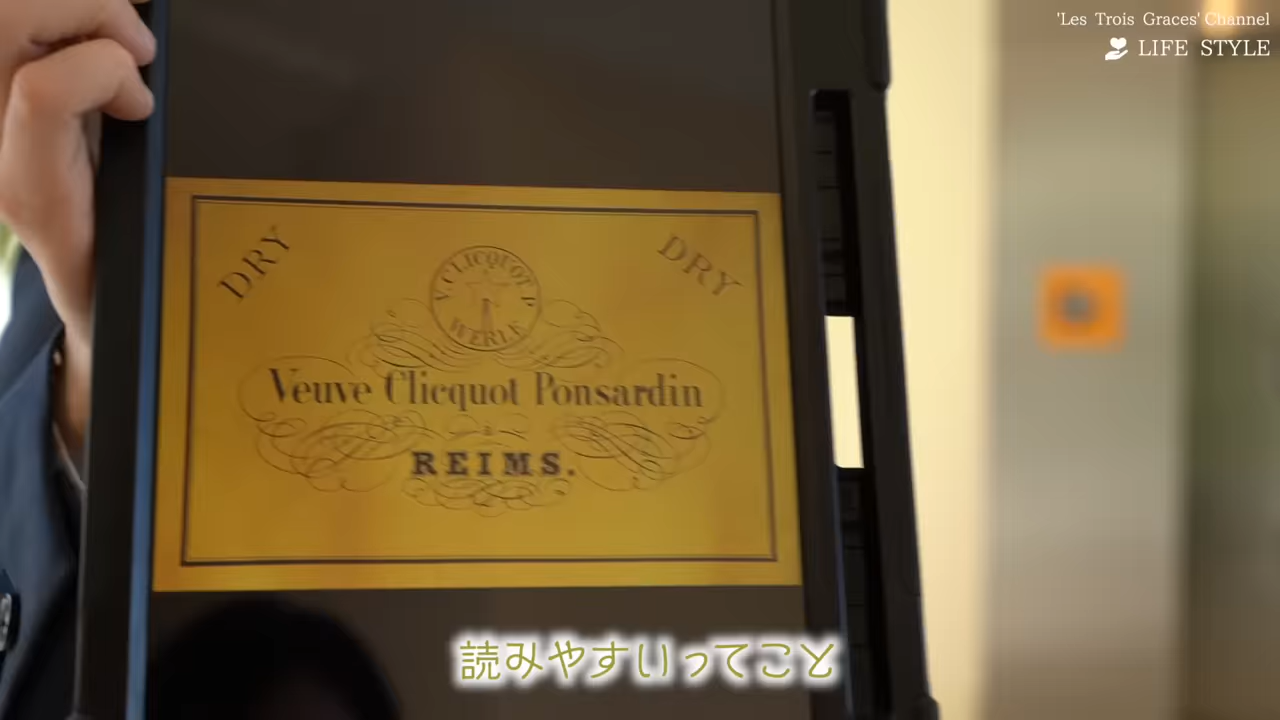 'Les Trois Graces' Channel
LIFE STYLE
DRY
DRY
V. CLICQUOT P.
WERLE
Veuve Clicquot Ponsardin
à
REIMS.
読みやすいってこと